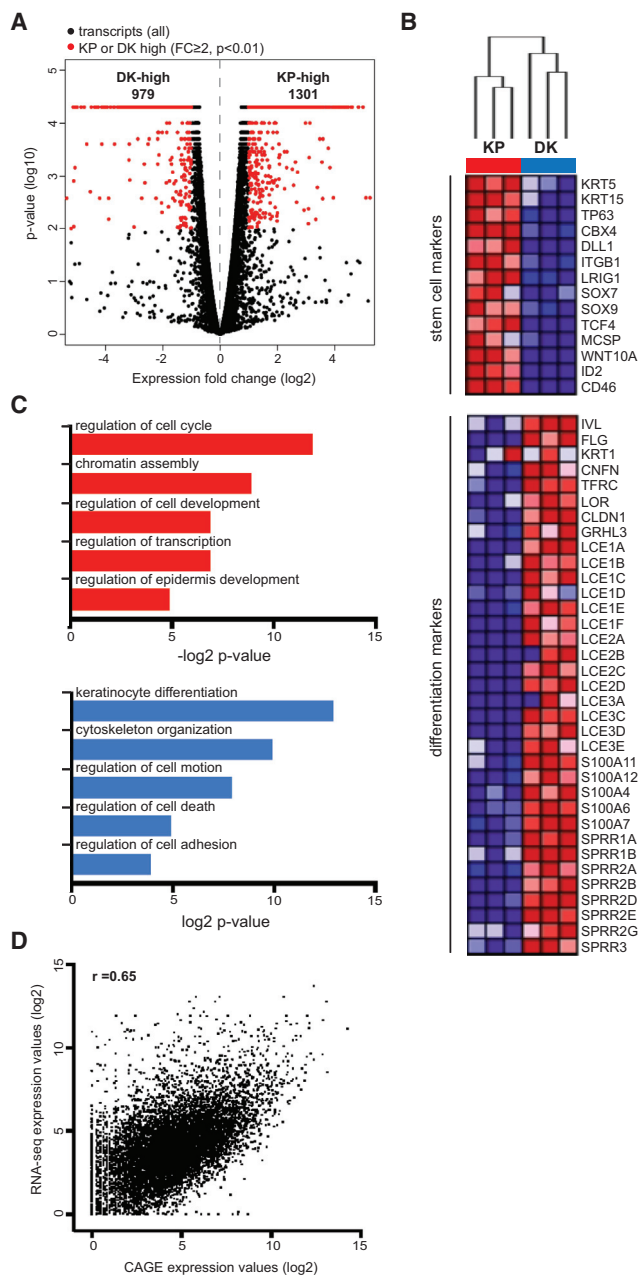 A
● transcripts (all)
● KP or DK high (FC≥2, p<0.01)
DK-high
979
KP-high
1301
5
4
3
2
1
0
p-value (log10)
-4
-2
0
2
4
Expression fold change (log2)
B
KP
DK
stem cell markers
KRT5
KRT15
TP63
CBX4
DLL1
ITGB1
LRIG1
SOX7
SOX9
TCF4
MCSP
WNT10A
ID2
CD46
differentiation markers
IVL
FLG
KRT1
CNFN
TFRC
LOR
CLDN1
GRHL3
LCE1A
LCE1B
LCE1C
LCE1D
LCE1E
LCE1F
LCE2A
LCE2B
LCE2C
LCE2D
LCE3A
LCE3C
LCE3D
LCE3E
S100A11
S100A12
S100A4
S100A6
S100A7
SPRR1A
SPRR1B
SPRR2A
SPRR2B
SPRR2D
SPRR2E
SPRR2G
SPRR3
C
regulation of cell cycle
chromatin assembly
regulation of cell development
regulation of transcription
regulation of epidermis development
0
5
10
15
-log2 p-value
keratinocyte differentiation
cytoskeleton organization
regulation of cell motion
regulation of cell death
regulation of cell adhesion
0
5
10
15
log2 p-value
D
r =0.65
15
10
5
0
RNA-seq expression values (log2)
0
5
10
15
CAGE expression values (log2)